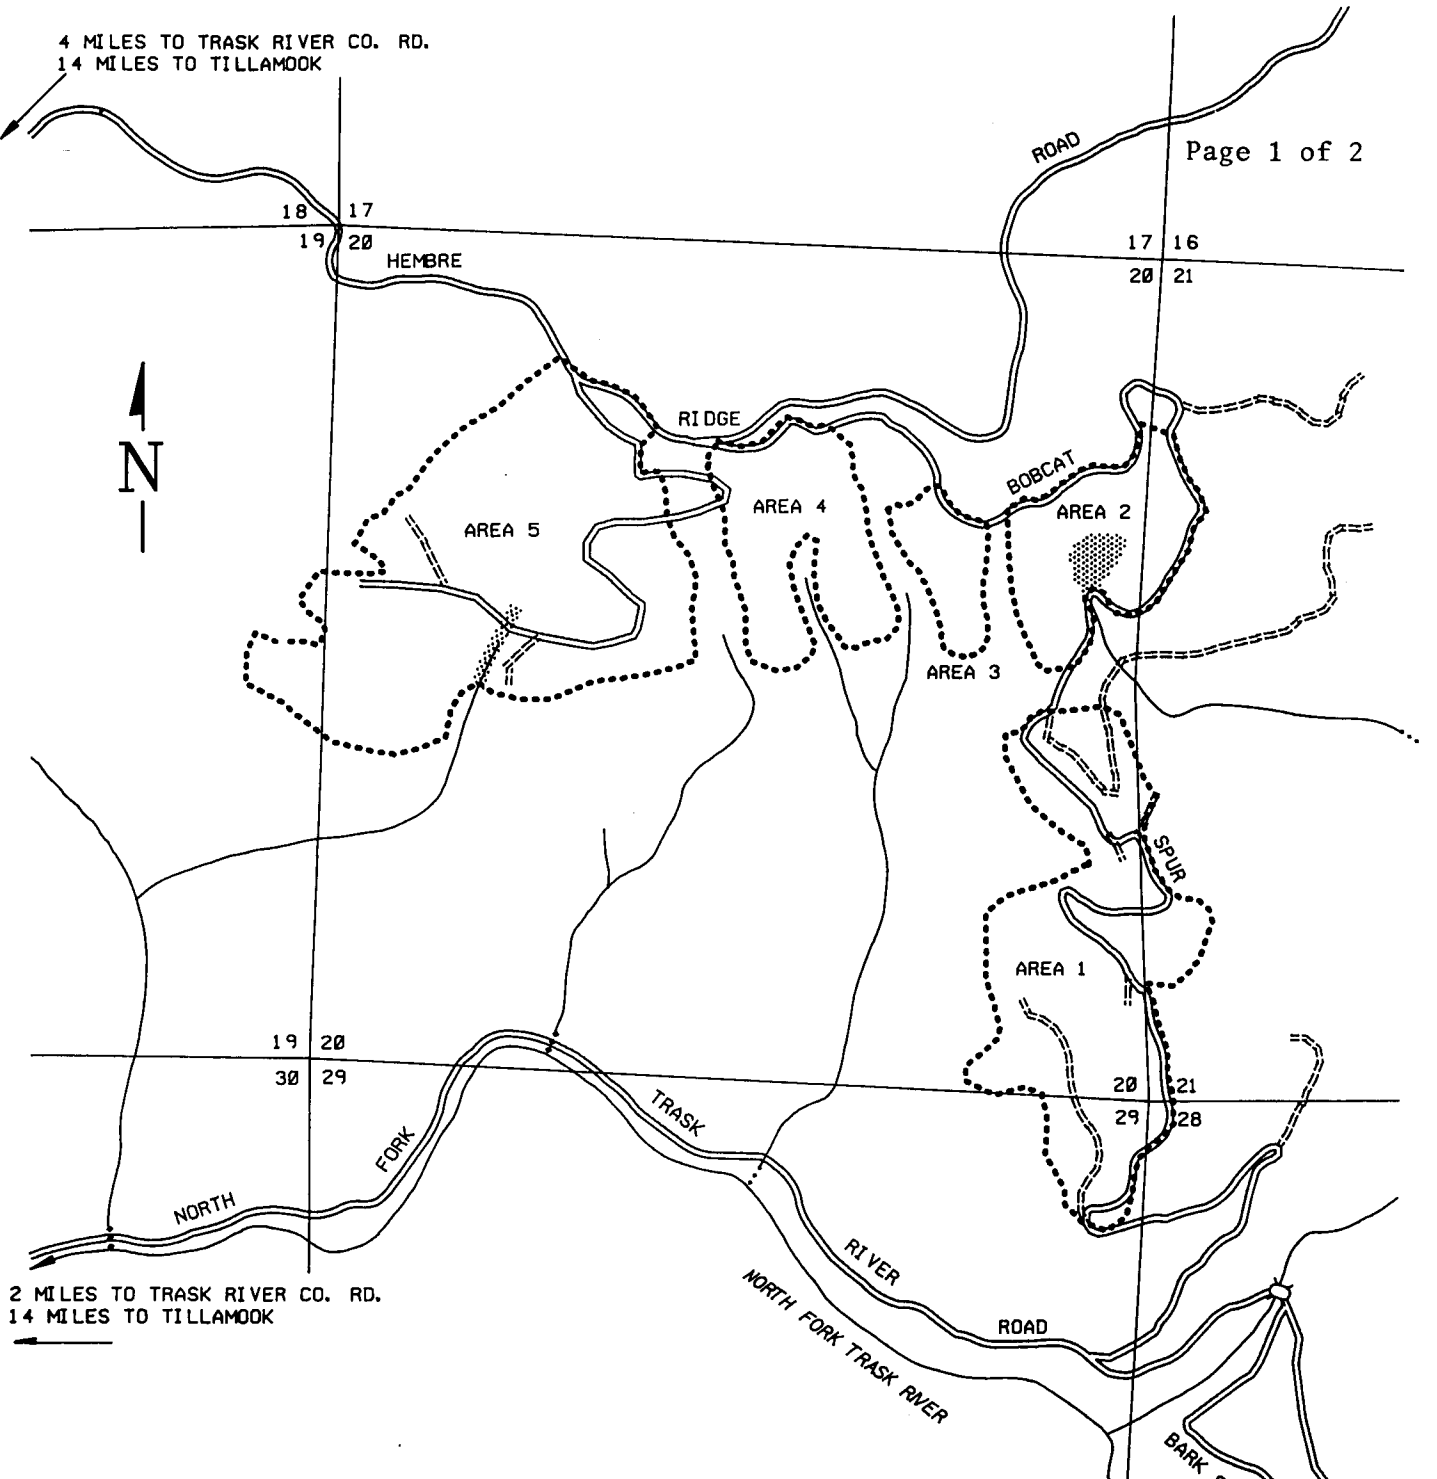 4 MILES TO TRASK RIVER CO. RD.
14 MILES TO TILLAMOOK
ROAD
Page 1 of 2
18 17
19 20
HEMBRE
17 16
20 21
N
RIDGE
BOBCAT
AREA 4
AREA 2
AREA 5
AREA 3
SPUR
AREA 1
19 20
30 29
20 21
29 28
TRASK
FORK
NORTH
RIVER
2 MILES TO TRASK RIVER CO. RD.
14 MILES TO TILLAMOOK
ROAD
NORTH FORK TRASK RIVER
BARK